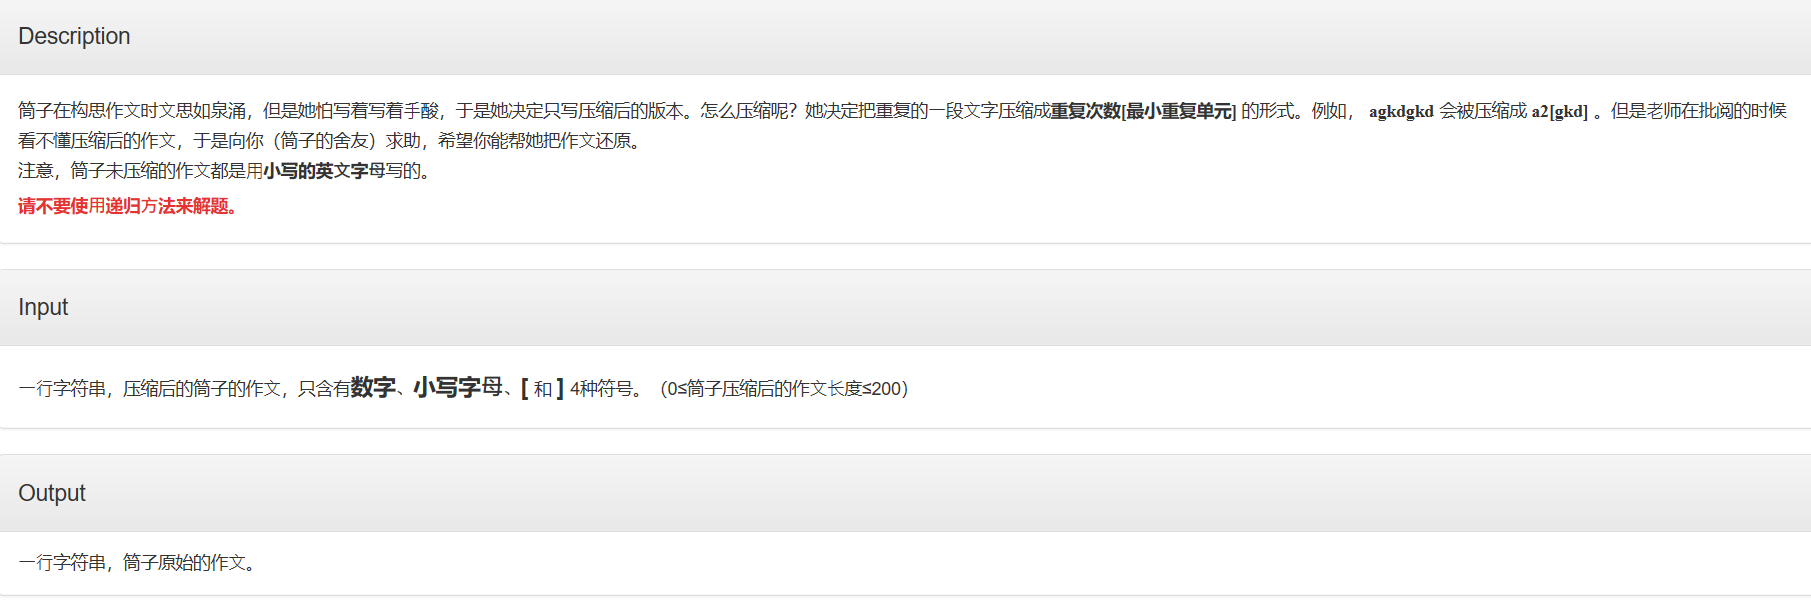 Description
筒子在构思作文时文思如泉涌，但是她怕写着写着手酸，于是她决定只写压缩后的版本。怎么压缩呢？她决定把重复的一段文字压缩成重复次数[最小重复单元] 的形式。例如， agkdgkd 会被压缩成 a2[gkd] 。但是老师在批阅的时候
看不懂压缩后的作文，于是向你（筒子的舍友）求助，希望你能帮她把作文还原。
注意，筒子未压缩的作文都是用小写的英文字母写的。
请不要使用递归方法来解题。
Input
一行字符串，压缩后的筒子的作文，只含有数字、小写字母、[ 和 ] 4种符号。（0≤筒子压缩后的作文长度≤200）
Output
一行字符串，筒子原始的作文。